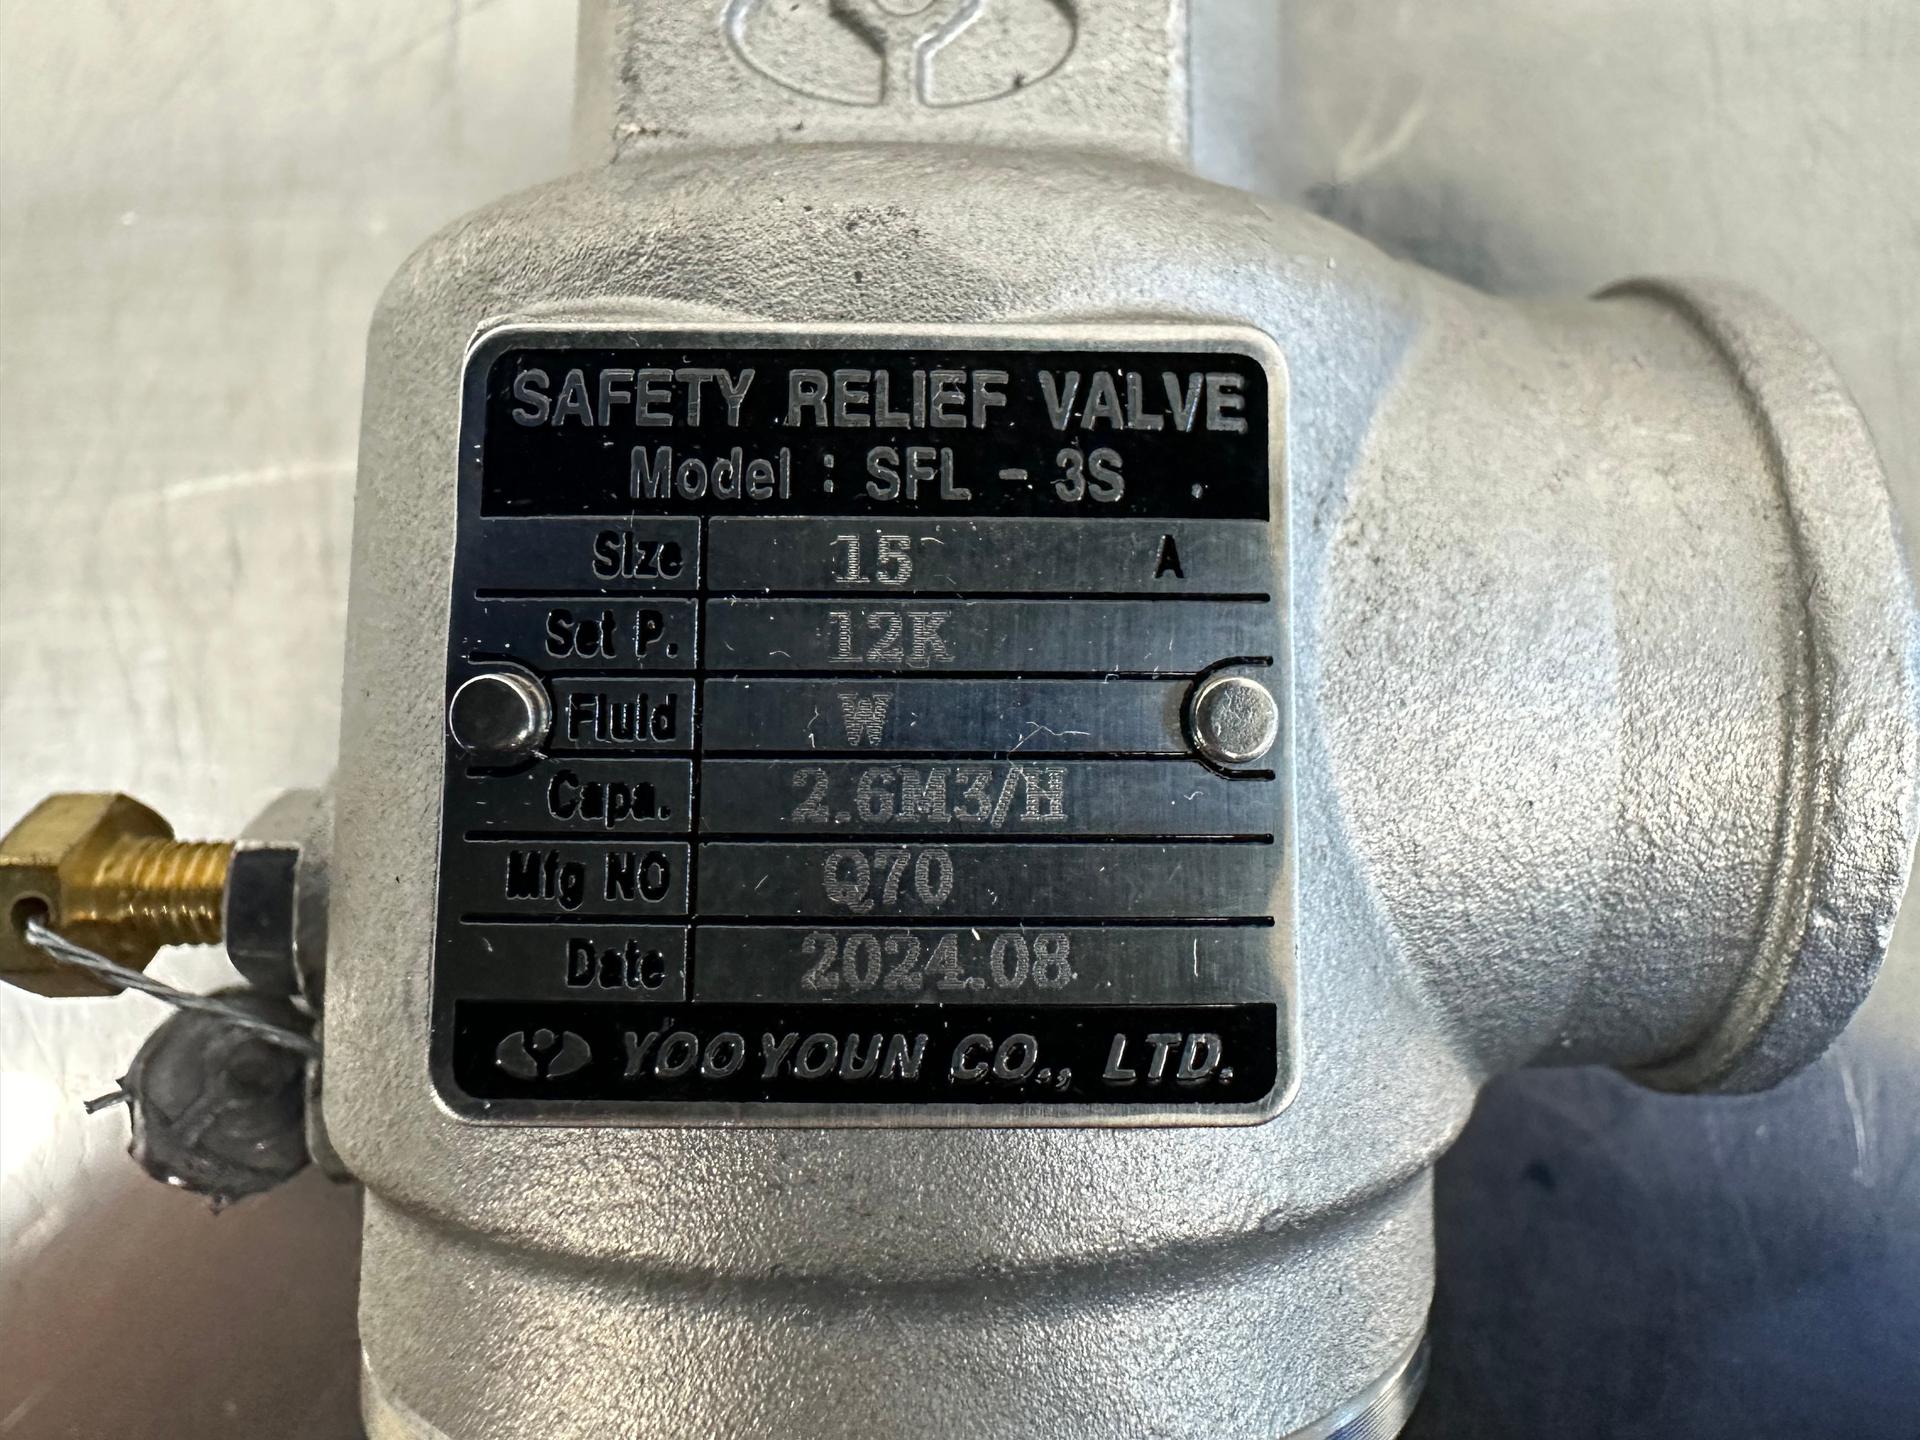 SAFETY RELIEF VALVE
Model : SFL - 3S
Size 15 A
Set P. 12K
Fluid W
Capa. 2.6M3/H
Mfg NO Q70
Date 2024.08
YOO YOUN CO., LTD.